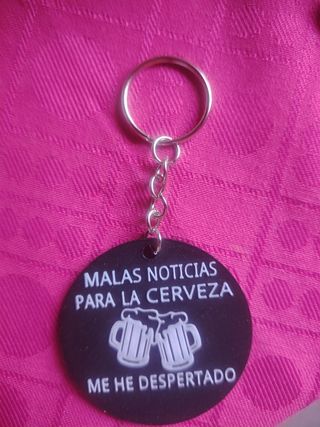 MALAS NOTICIAS
PARA LA CERVEZA
ME HE DESPERTADO